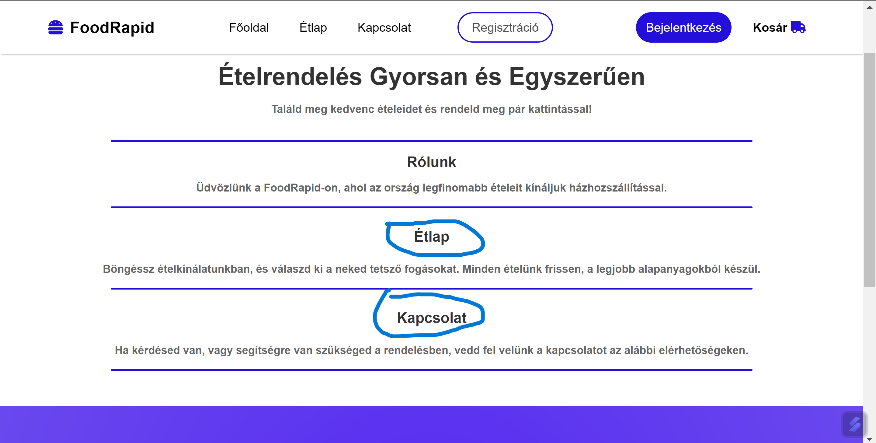 FoodRapid Főoldal Étlap Kapcsolat Regisztráció Bejelentkezés Kosár
Ételrendelés Gyorsan és Egyszerűen
Találd meg kedvenc ételeidet és rendeld meg pár kattintással!
Rólunk
Üdvözlünk a FoodRapid-on, ahol az ország legfinomabb ételeit kínáljuk házhozszállítással.
Étlap
Böngéssz ételkínálatunkban, és válaszd ki a neked tetsző fogásokat. Minden ételünk frissen, a legjobb alapanyagokból készül.
Kapcsolat
Ha kérdésed van, vagy segítségre van szükséged a rendelésben, vedd fel velünk a kapcsolatot az alábbi elérhetőségeken.